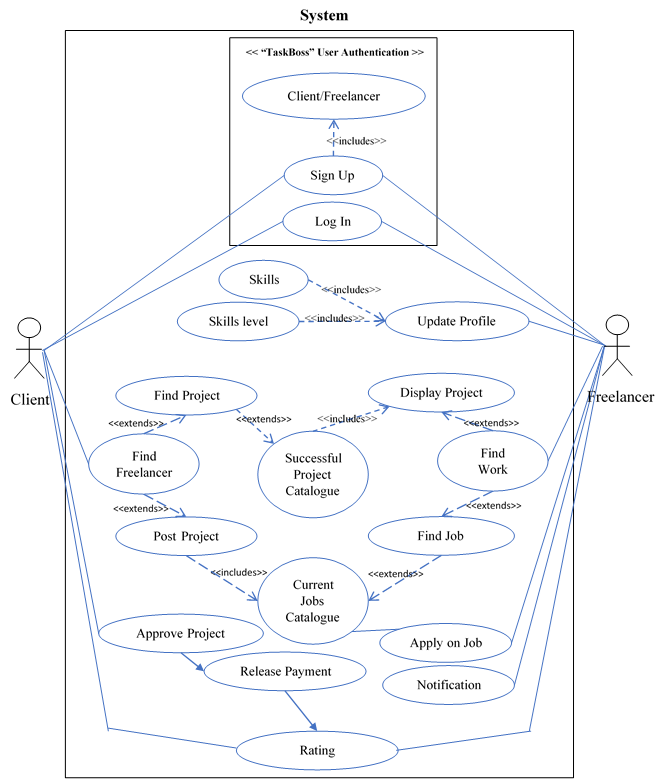 System
<< “TaskBoss” User Authentication >>
Client/Freelancer
<<includes>>
Sign Up
Log In
Skills
<<includes>>
Skills level
<<includes>>
Update Profile
Client
Freelancer
Find Project
Display Project
<<extends>>
<<extends>>
<<includes>>
<<extends>>
Find
Freelancer
Successful
Project
Catalogue
Find
Work
<<extends>>
<<extends>>
Post Project
Find Job
<<includes>>
<<extends>>
Current
Jobs
Catalogue
Approve Project
Apply on Job
Release Payment
Notification
Rating